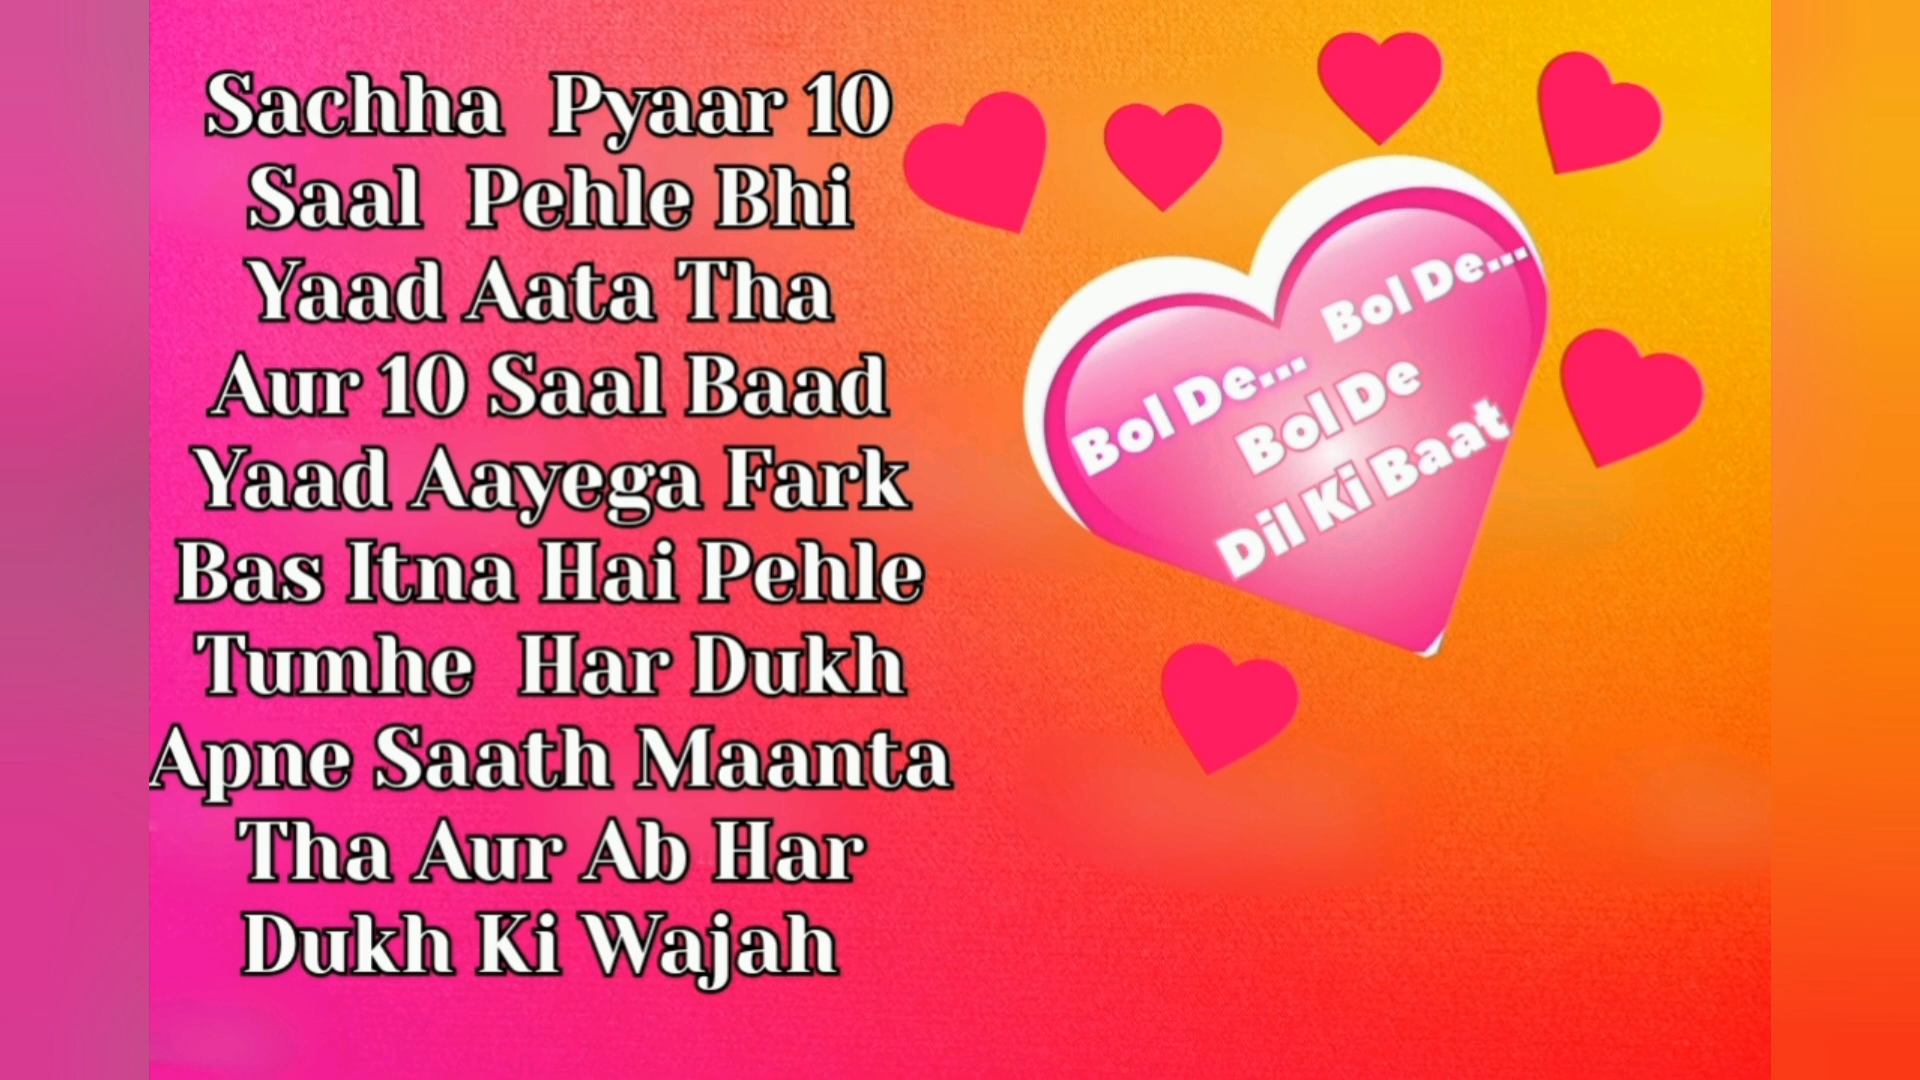 Sachha Pyaar 10
Saal Pehle Bhi
Yaad Aata Tha
Aur 10 Saal Baad
Yaad Aayega Fark
Bas Itna Hai Pehle
Tumhe Har Dukh
Apne Saath Maanta
Tha Aur Ab Har
Dukh Ki Wajah
Bol De... Bol De...
Bol De
Dil Ki Baat